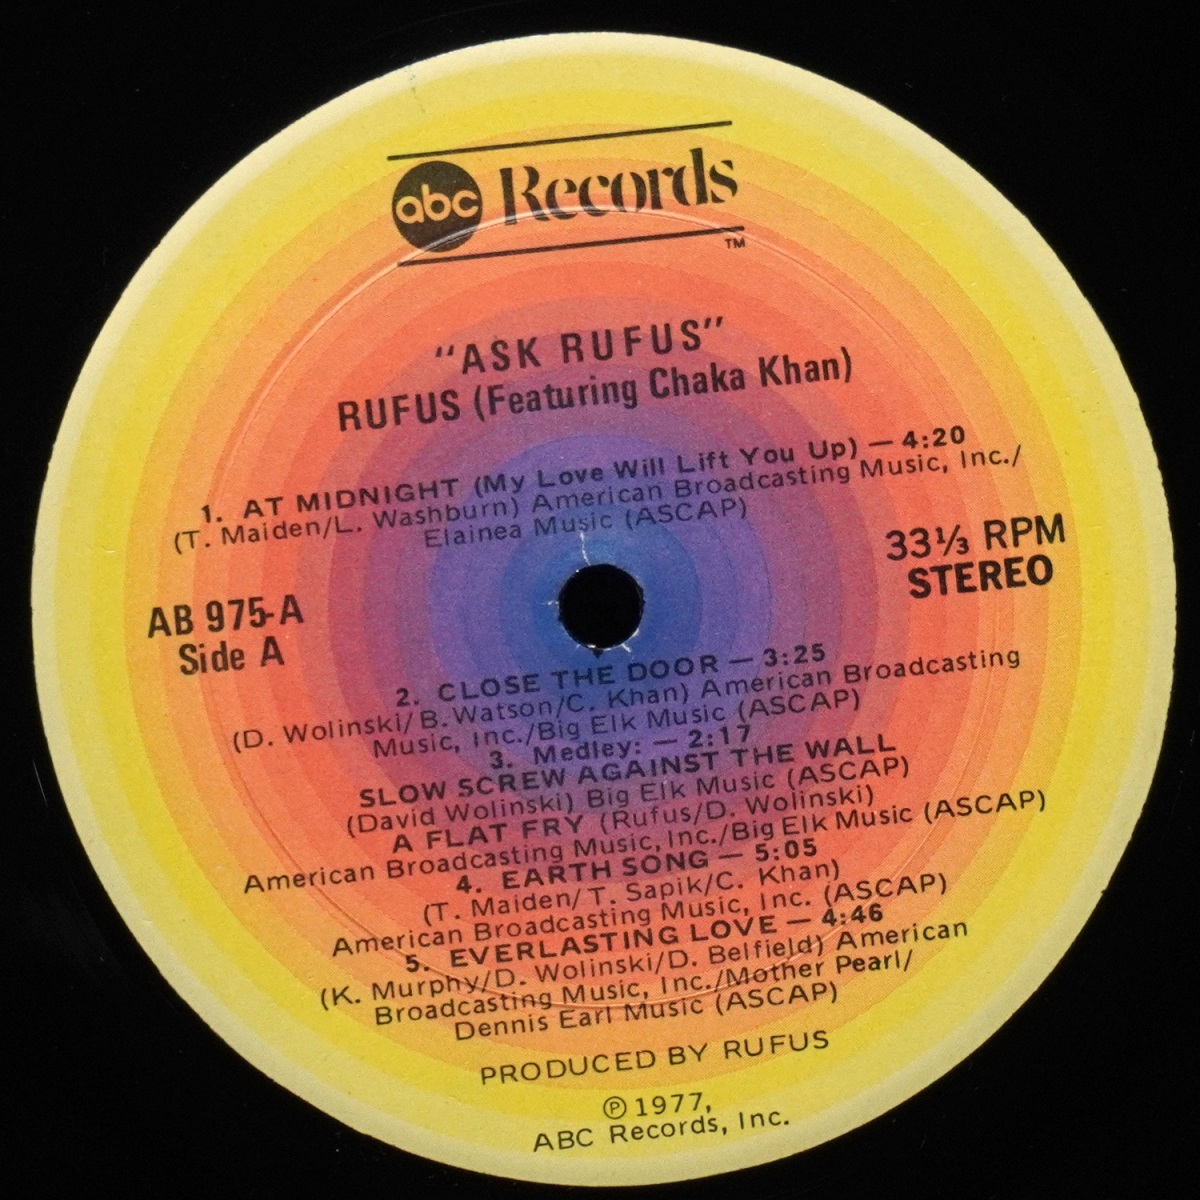 abc Records
TM
"ASK RUFUS"
RUFUS (Featuring Chaka Khan)
1. AT MIDNIGHT (My Love Will Lift You Up) — 4:20
(T. Maiden/L. Washburn) American Broadcasting Music, Inc./
Elainea Music (ASCAP)
33⅓ RPM
STEREO
AB 975-A
Side A
2. CLOSE THE DOOR — 3:25
(D. Wolinski/B. Watson/C. Khan) American Broadcasting
Music, Inc./Big Elk Music (ASCAP)
3. Medley: — 2:17
SLOW SCREW AGAINST THE WALL
(David Wolinski) Big Elk Music (ASCAP)
A FLAT FRY (Rufus/D. Wolinski)
American Broadcasting Music, Inc./Big Elk Music (ASCAP)
4. EARTH SONG — 5:05
(T. Maiden/T. Sapik/C. Khan)
American Broadcasting Music, Inc. (ASCAP)
5. EVERLASTING LOVE — 4:46
(K. Murphy/D. Wolinski/D. Belfield) American
Broadcasting Music, Inc./Mother Pearl/
Dennis Earl Music (ASCAP)
PRODUCED BY RUFUS
℗ 1977,
ABC Records, Inc.